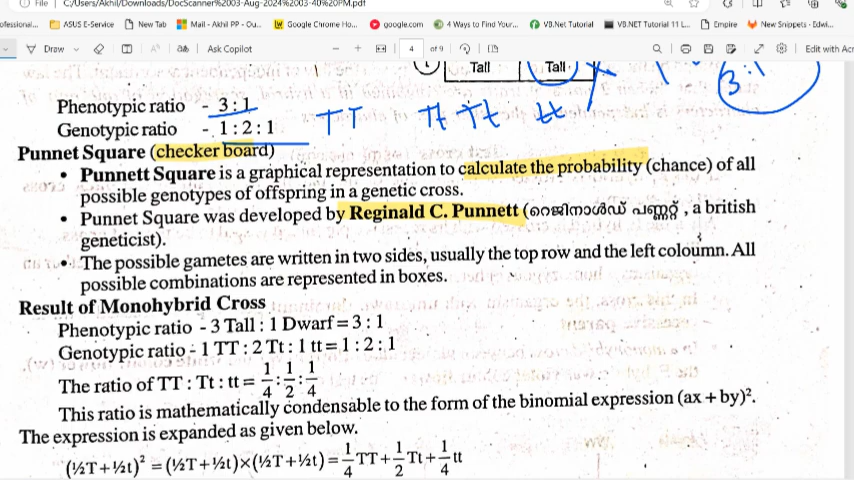 File | C:/Users/Akhil/Downloads/DocScanner%2003-Aug-2024%2003-40%20PM.pdf
ofessional... ASUS E-Service New Tab Mail - Akhil PP - Ou... Google Chrome Ho... google.com 4 Ways to Find Your... VB.Net Tutorial VB.NET Tutorial 11 L... Empire New Snippets - Edwi...
Draw Ask Copilot 4 of 9 Edit with Acr
Tall Tall
3:1
Phenotypic ratio - 3 : 1
TT Tt Tt tt
Genotypic ratio - 1 : 2 : 1
Punnet Square (checker board)
• Punnett Square is a graphical representation to calculate the probability (chance) of all
possible genotypes of offspring in a genetic cross.
• Punnet Square was developed by Reginald C. Punnett (റെജിനാൾഡ് പണ്ണറ്റ് , a british
geneticist).
• The possible gametes are written in two sides, usually the top row and the left coloumn. All
possible combinations are represented in boxes.
Result of Monohybrid Cross
Phenotypic ratio - 3 Tall : 1 Dwarf = 3 : 1
Genotypic ratio - 1 TT : 2 Tt : 1 tt = 1 : 2 : 1
The ratio of TT : Tt : tt = 1/4 : 1/2 : 1/4
This ratio is mathematically condensable to the form of the binomial expression (ax + by)².
The expression is expanded as given below.
(½T+½t)² = (½T+½t)×(½T+½t) = 1/4 TT + 1/2 Tt + 1/4 tt